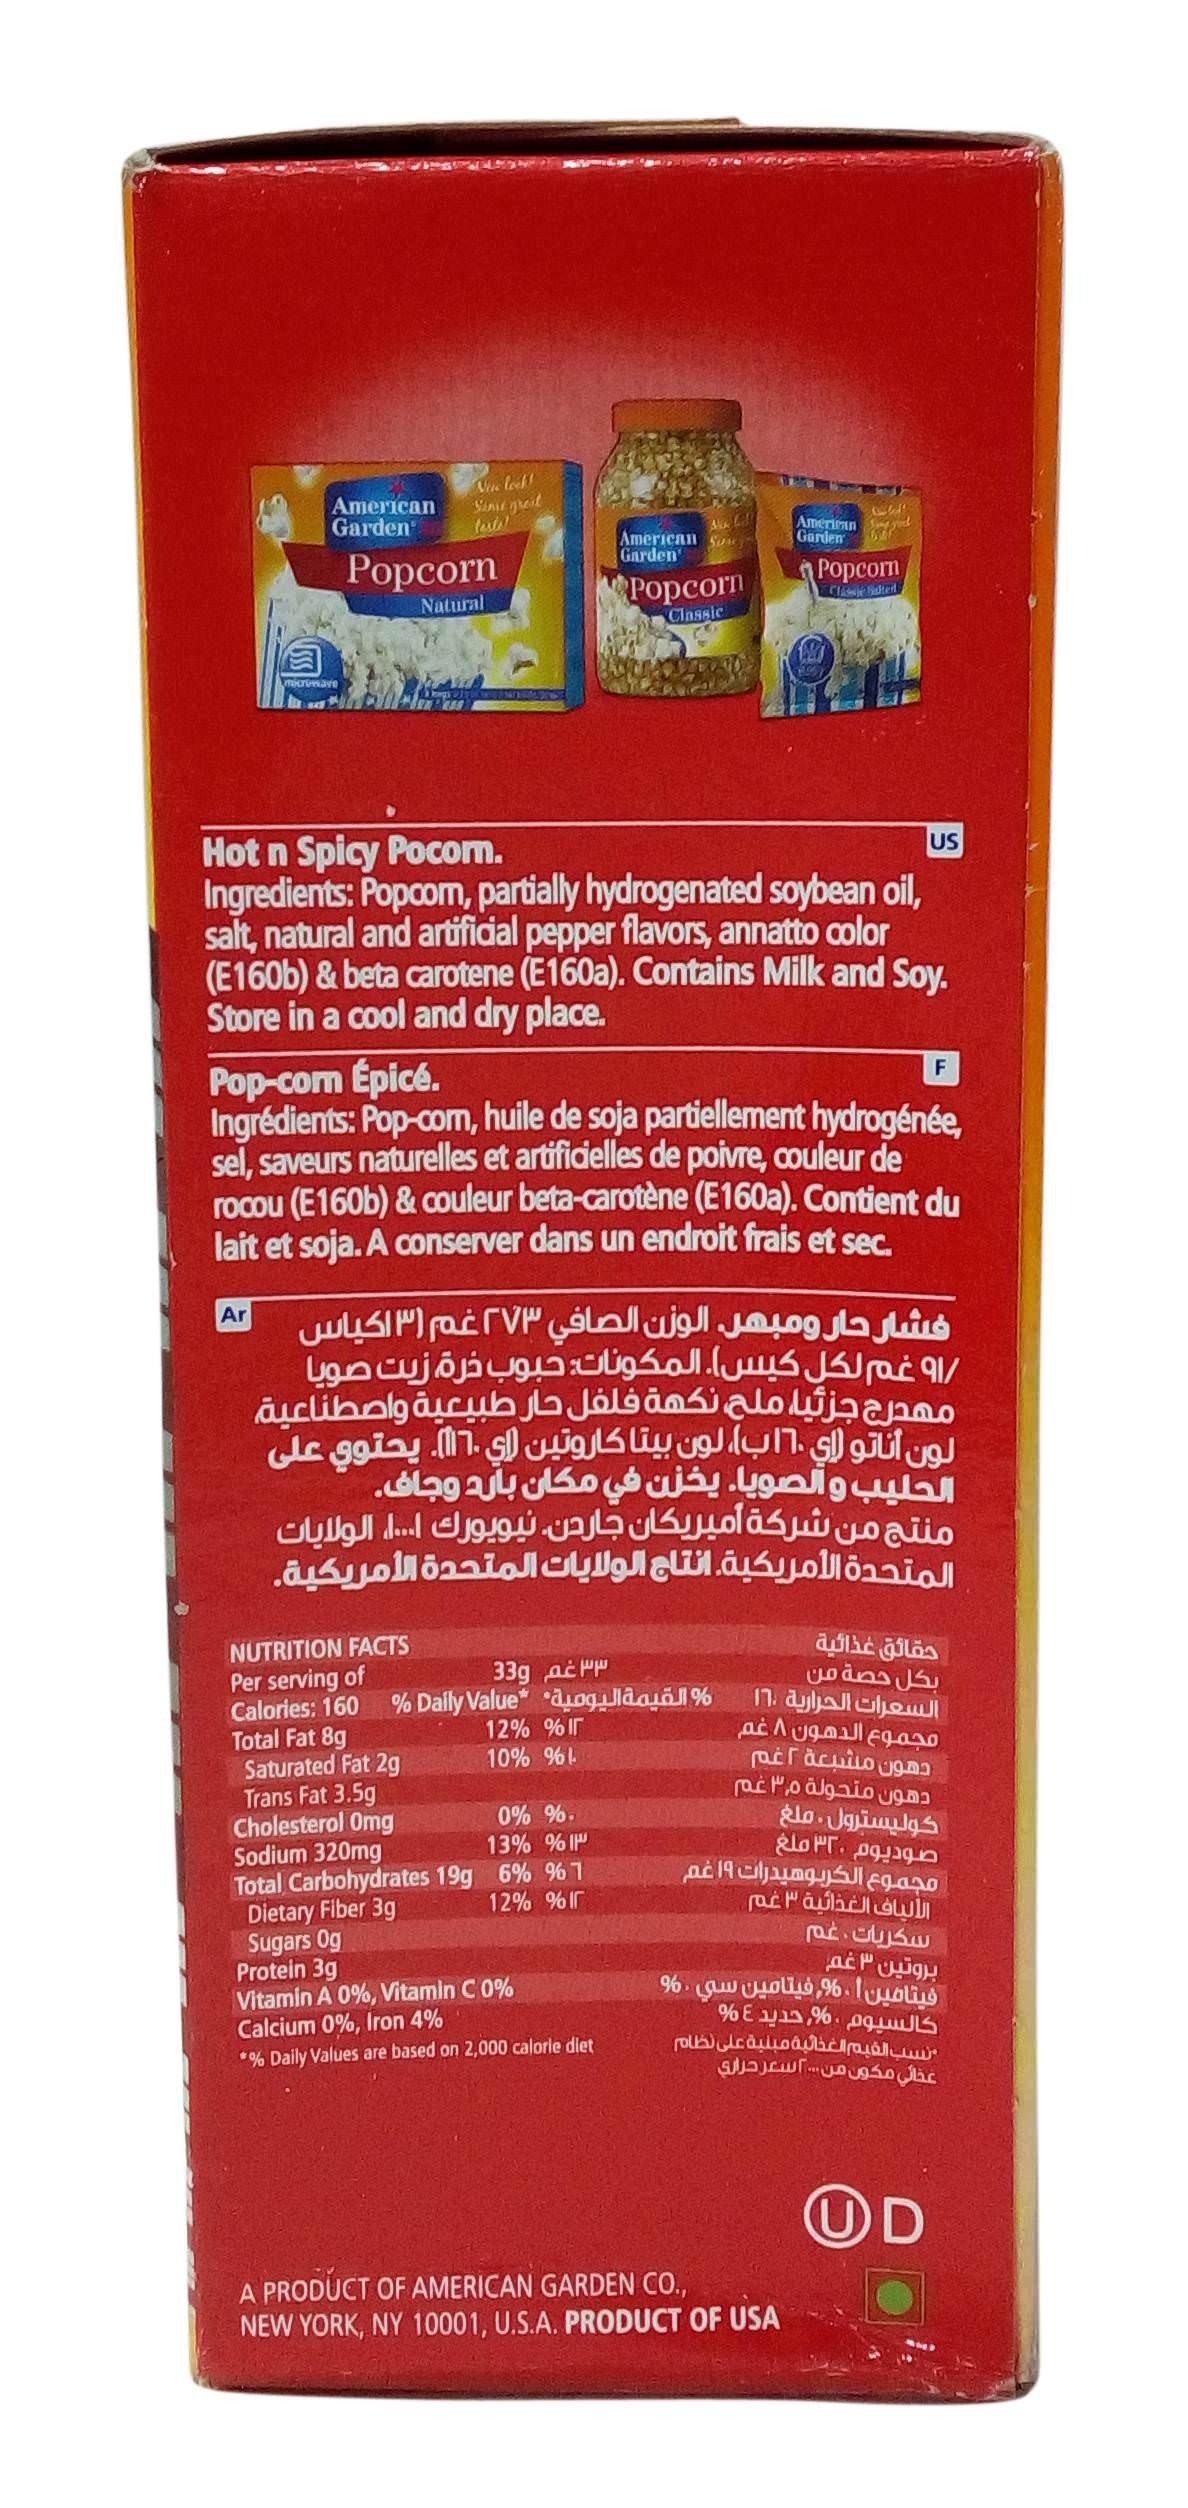 American
Garden
New look!
Same great
taste!
Popcorn
Natural
microwave
American
Garden
Popcorn
Classic
American
Garden
Popcorn
Classic Salted
US
Hot n Spicy Pocorn.
Ingredients: Popcorn, partially hydrogenated soybean oil,
salt, natural and artificial pepper flavors, annatto color
(E160b) & beta carotene (E160a). Contains Milk and Soy.
Store in a cool and dry place.
F
Pop-corn Épicé.
Ingrédients: Pop-corn, huile de soja partiellement hydrogénée,
sel, saveurs naturelles et artificielles de poivre, couleur de
rocou (E160b) & couleur beta-carotène (E160a). Contient du
lait et soja. A conserver dans un endroit frais et sec.
Ar
فشار حار ومبهر. الوزن الصافي ٢٧٣ غم (٣ اكياس
/٩١ غم لكل كيس). المكونات: حبوب ذرة، زيت صويا
مهدرج جزئيا، ملح، نكهة فلفل حار طبيعية واصطناعية،
لون أناتو (إي ١٦٠ب)، لون بيتا كاروتين (إي ١٦٠أ). يحتوي على
الحليب و الصويا. يخزن في مكان بارد وجاف.
منتج من شركة أميريكان جاردن. نيويورك ١٠٠٠١، الولايات
المتحدة الأمريكية. انتاج الولايات المتحدة الأمريكية.
NUTRITION FACTS حقائق غذائية
Per serving of 33g ٣٣ غم بكل حصة من
Calories: 160 % Daily Value* %القيمة اليومية* السعرات الحرارية ١٦٠
Total Fat 8g 12% %١٢ مجموع الدهون ٨ غم
Saturated Fat 2g 10% %١٠ دهون مشبعة ٢ غم
Trans Fat 3.5g دهون متحولة ٣,٥ غم
Cholesterol 0mg 0% %٠ كوليسترول ٠ ملغ
Sodium 320mg 13% %١٣ صوديوم ٣٢٠ ملغ
Total Carbohydrates 19g 6% %٦ مجموع الكربوهيدرات ١٩ غم
Dietary Fiber 3g 12% %١٢ الألياف الغذائية ٣ غم
Sugars 0g سكريات ٠ غم
Protein 3g بروتين ٣ غم
Vitamin A 0%, Vitamin C 0% فيتامين أ ٠%, فيتامين سي ٠%
Calcium 0%, Iron 4% كالسيوم ٠%, حديد ٤%
*% Daily Values are based on 2,000 calorie diet *نسب القيم الغذائية مبنية على نظام
غذائي مكون من ٢٠٠٠ سعر حراري
U D
A PRODUCT OF AMERICAN GARDEN CO.,
NEW YORK, NY 10001, U.S.A. PRODUCT OF USA